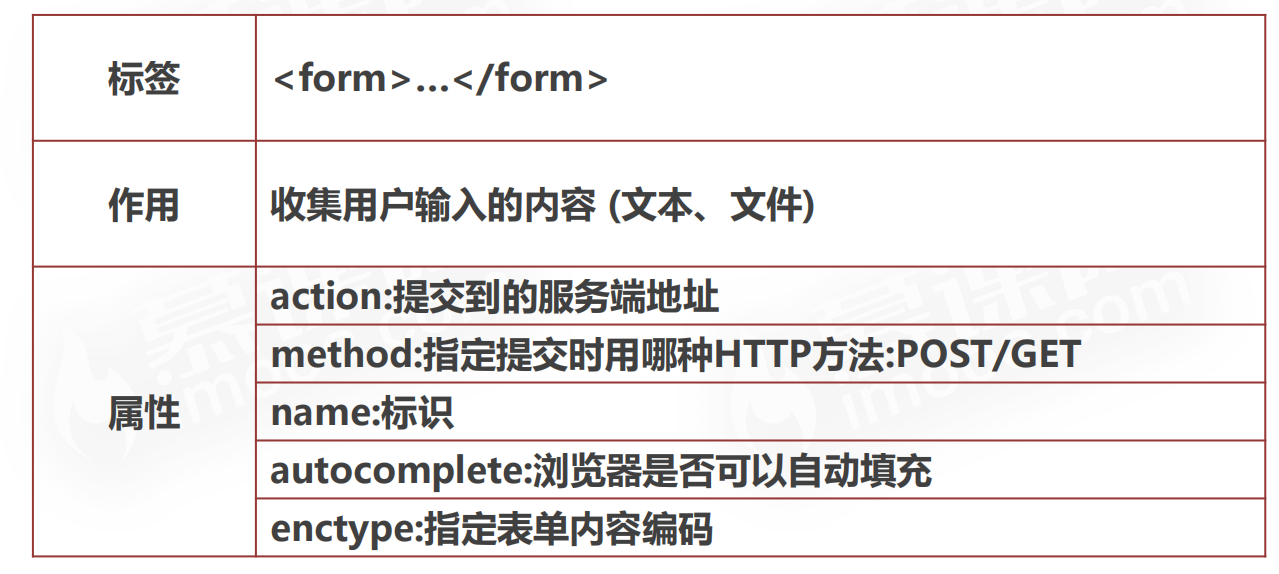 标签
<form>...</form>
作用
收集用户输入的内容 (文本、文件)
属性
action:提交到的服务端地址
method:指定提交时用哪种HTTP方法:POST/GET
name:标识
autocomplete:浏览器是否可以自动填充
enctype:指定表单内容编码